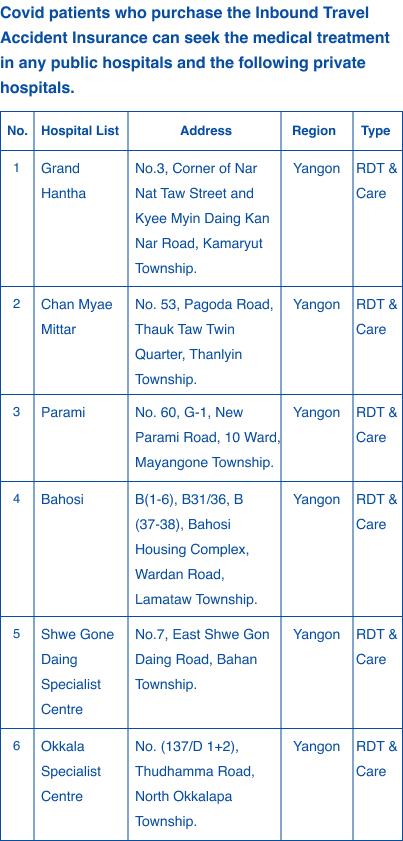 Covid patients who purchase the Inbound Travel
Accident Insurance can seek the medical treatment
in any public hospitals and the following private
hospitals.
No. Hospital List Address Region Type
1 Grand No.3, Corner of Nar Yangon RDT &
Hantha Nat Taw Street and Care
Kyee Myin Daing Kan
Nar Road, Kamaryut
Township.
2 Chan Myae No. 53, Pagoda Road, Yangon RDT &
Mittar Thauk Taw Twin Care
Quarter, Thanlyin
Township.
3 Parami No. 60, G-1, New Yangon RDT &
Parami Road, 10 Ward, Care
Mayangone Township.
4 Bahosi B(1-6), B31/36, B Yangon RDT &
(37-38), Bahosi Care
Housing Complex,
Wardan Road,
Lamataw Township.
5 Shwe Gone No.7, East Shwe Gon Yangon RDT &
Daing Daing Road, Bahan Care
Specialist Township.
Centre
6 Okkala No. (137/D 1+2), Yangon RDT &
Specialist Thudhamma Road, Care
Centre North Okkalapa
Township.